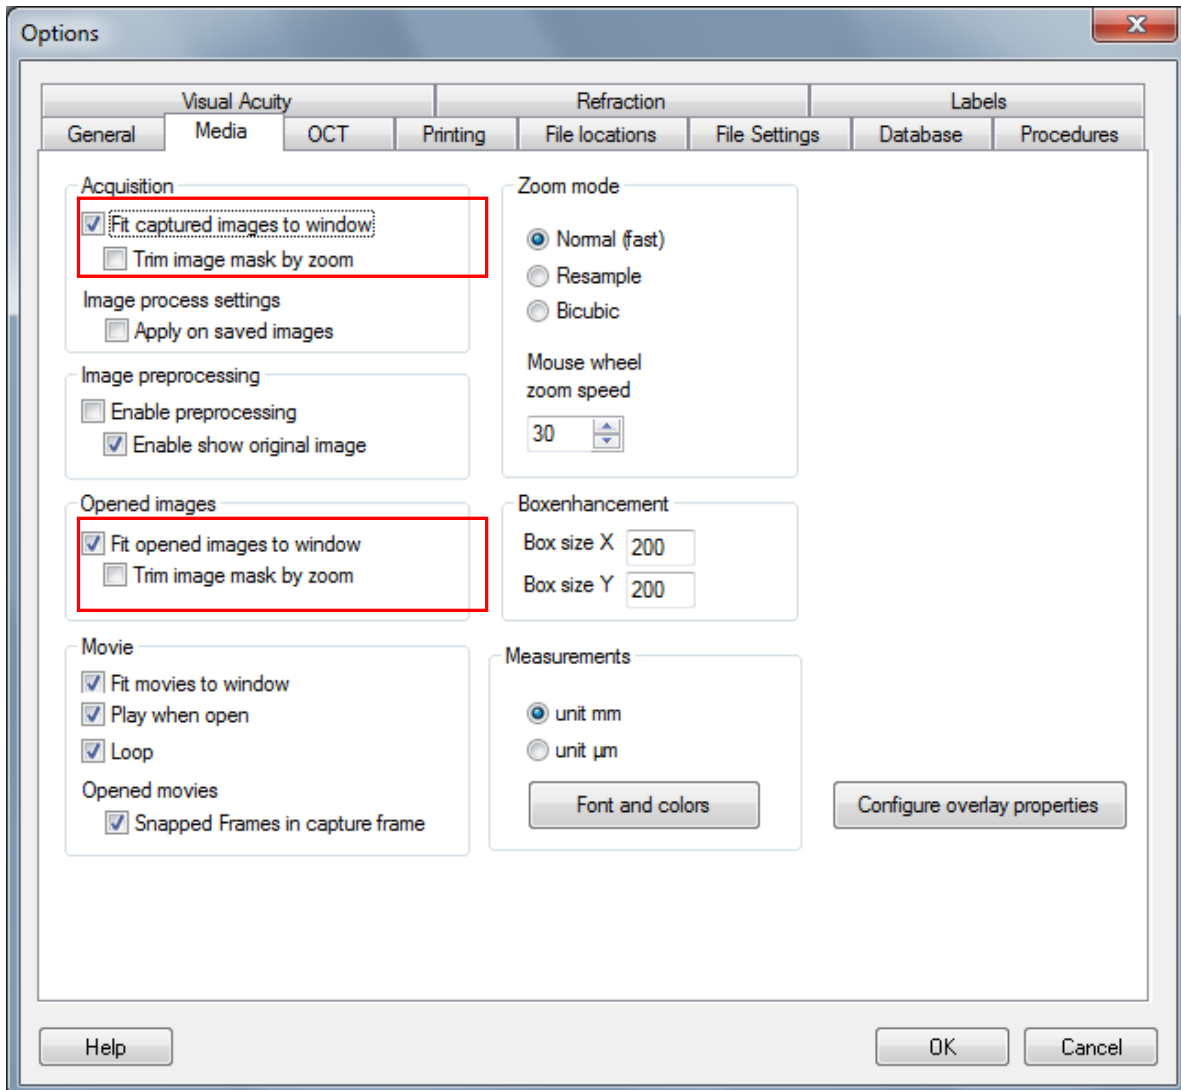 Options
Visual Acuity
Refraction
Labels
General
Media
OCT
Printing
File locations
File Settings
Database
Procedures
Acquisition
Fit captured images to window
Trim image mask by zoom
Image process settings
Apply on saved images
Image preprocessing
Enable preprocessing
Enable show original image
Opened images
Fit opened images to window
Trim image mask by zoom
Movie
Fit movies to window
Play when open
Loop
Opened movies
Snapped Frames in capture frame
Zoom mode
Normal (fast)
Resample
Bicubic
Mouse wheel
zoom speed
30
Boxenhancement
Box size X 200
Box size Y 200
Measurements
unit mm
unit µm
Font and colors
Configure overlay properties
Help
OK
Cancel